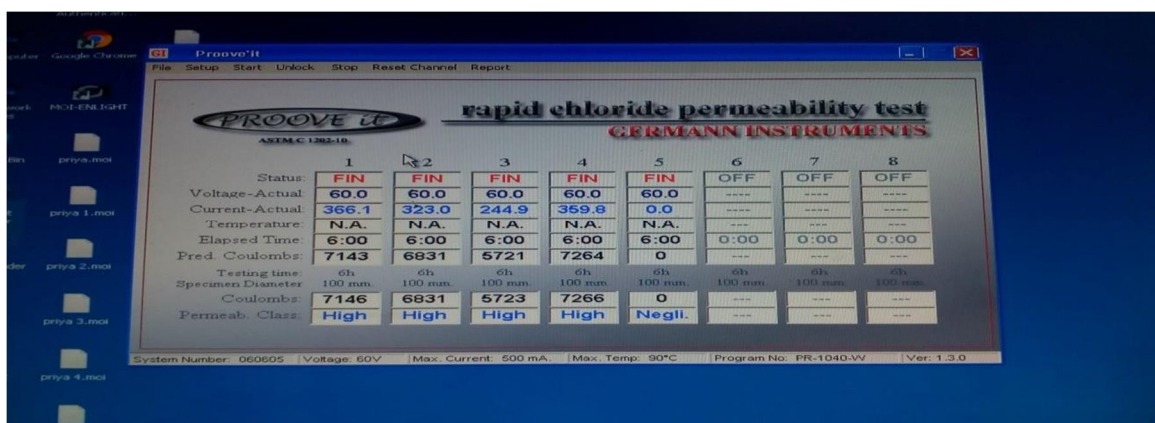 Google Chrome
MOI-ENLIGHT
priya.moi
priya 1.moi
priya 2.moi
priya 3.moi
priya 4.moi
GI Proove'it
File Setup Start Unlock Stop Reset Channel Report
PROOVE it
ASTM C 1202-10
rapid chloride permeability test
GERMANN INSTRUMENTS
1 2 3 4 5 6 7 8
Status: FIN FIN FIN FIN FIN OFF OFF OFF
Voltage-Actual: 60.0 60.0 60.0 60.0 60.0 ---- ---- ----
Current-Actual: 366.1 323.0 244.9 359.8 0.0 ---- ---- ----
Temperature: N.A. N.A. N.A. N.A. N.A. ---- ---- ----
Elapsed Time: 6:00 6:00 6:00 6:00 6:00 0:00 0:00 0:00
Pred. Coulombs: 7143 6831 5721 7264 0 ---- ---- ----
Testing time: 6h 6h 6h 6h 6h 6h 6h 6h
Specimen Diameter 100 mm. 100 mm. 100 mm. 100 mm. 100 mm. 100 mm. 100 mm. 100 mm.
Coulombs: 7146 6831 5723 7266 0 --- --- ---
Permeab. Class: High High High High Negli. --- --- ---
System Number: 060605 Voltage: 60V Max. Current: 500 mA. Max. Temp: 90°C Program No: PR-1040-W Ver: 1.3.0